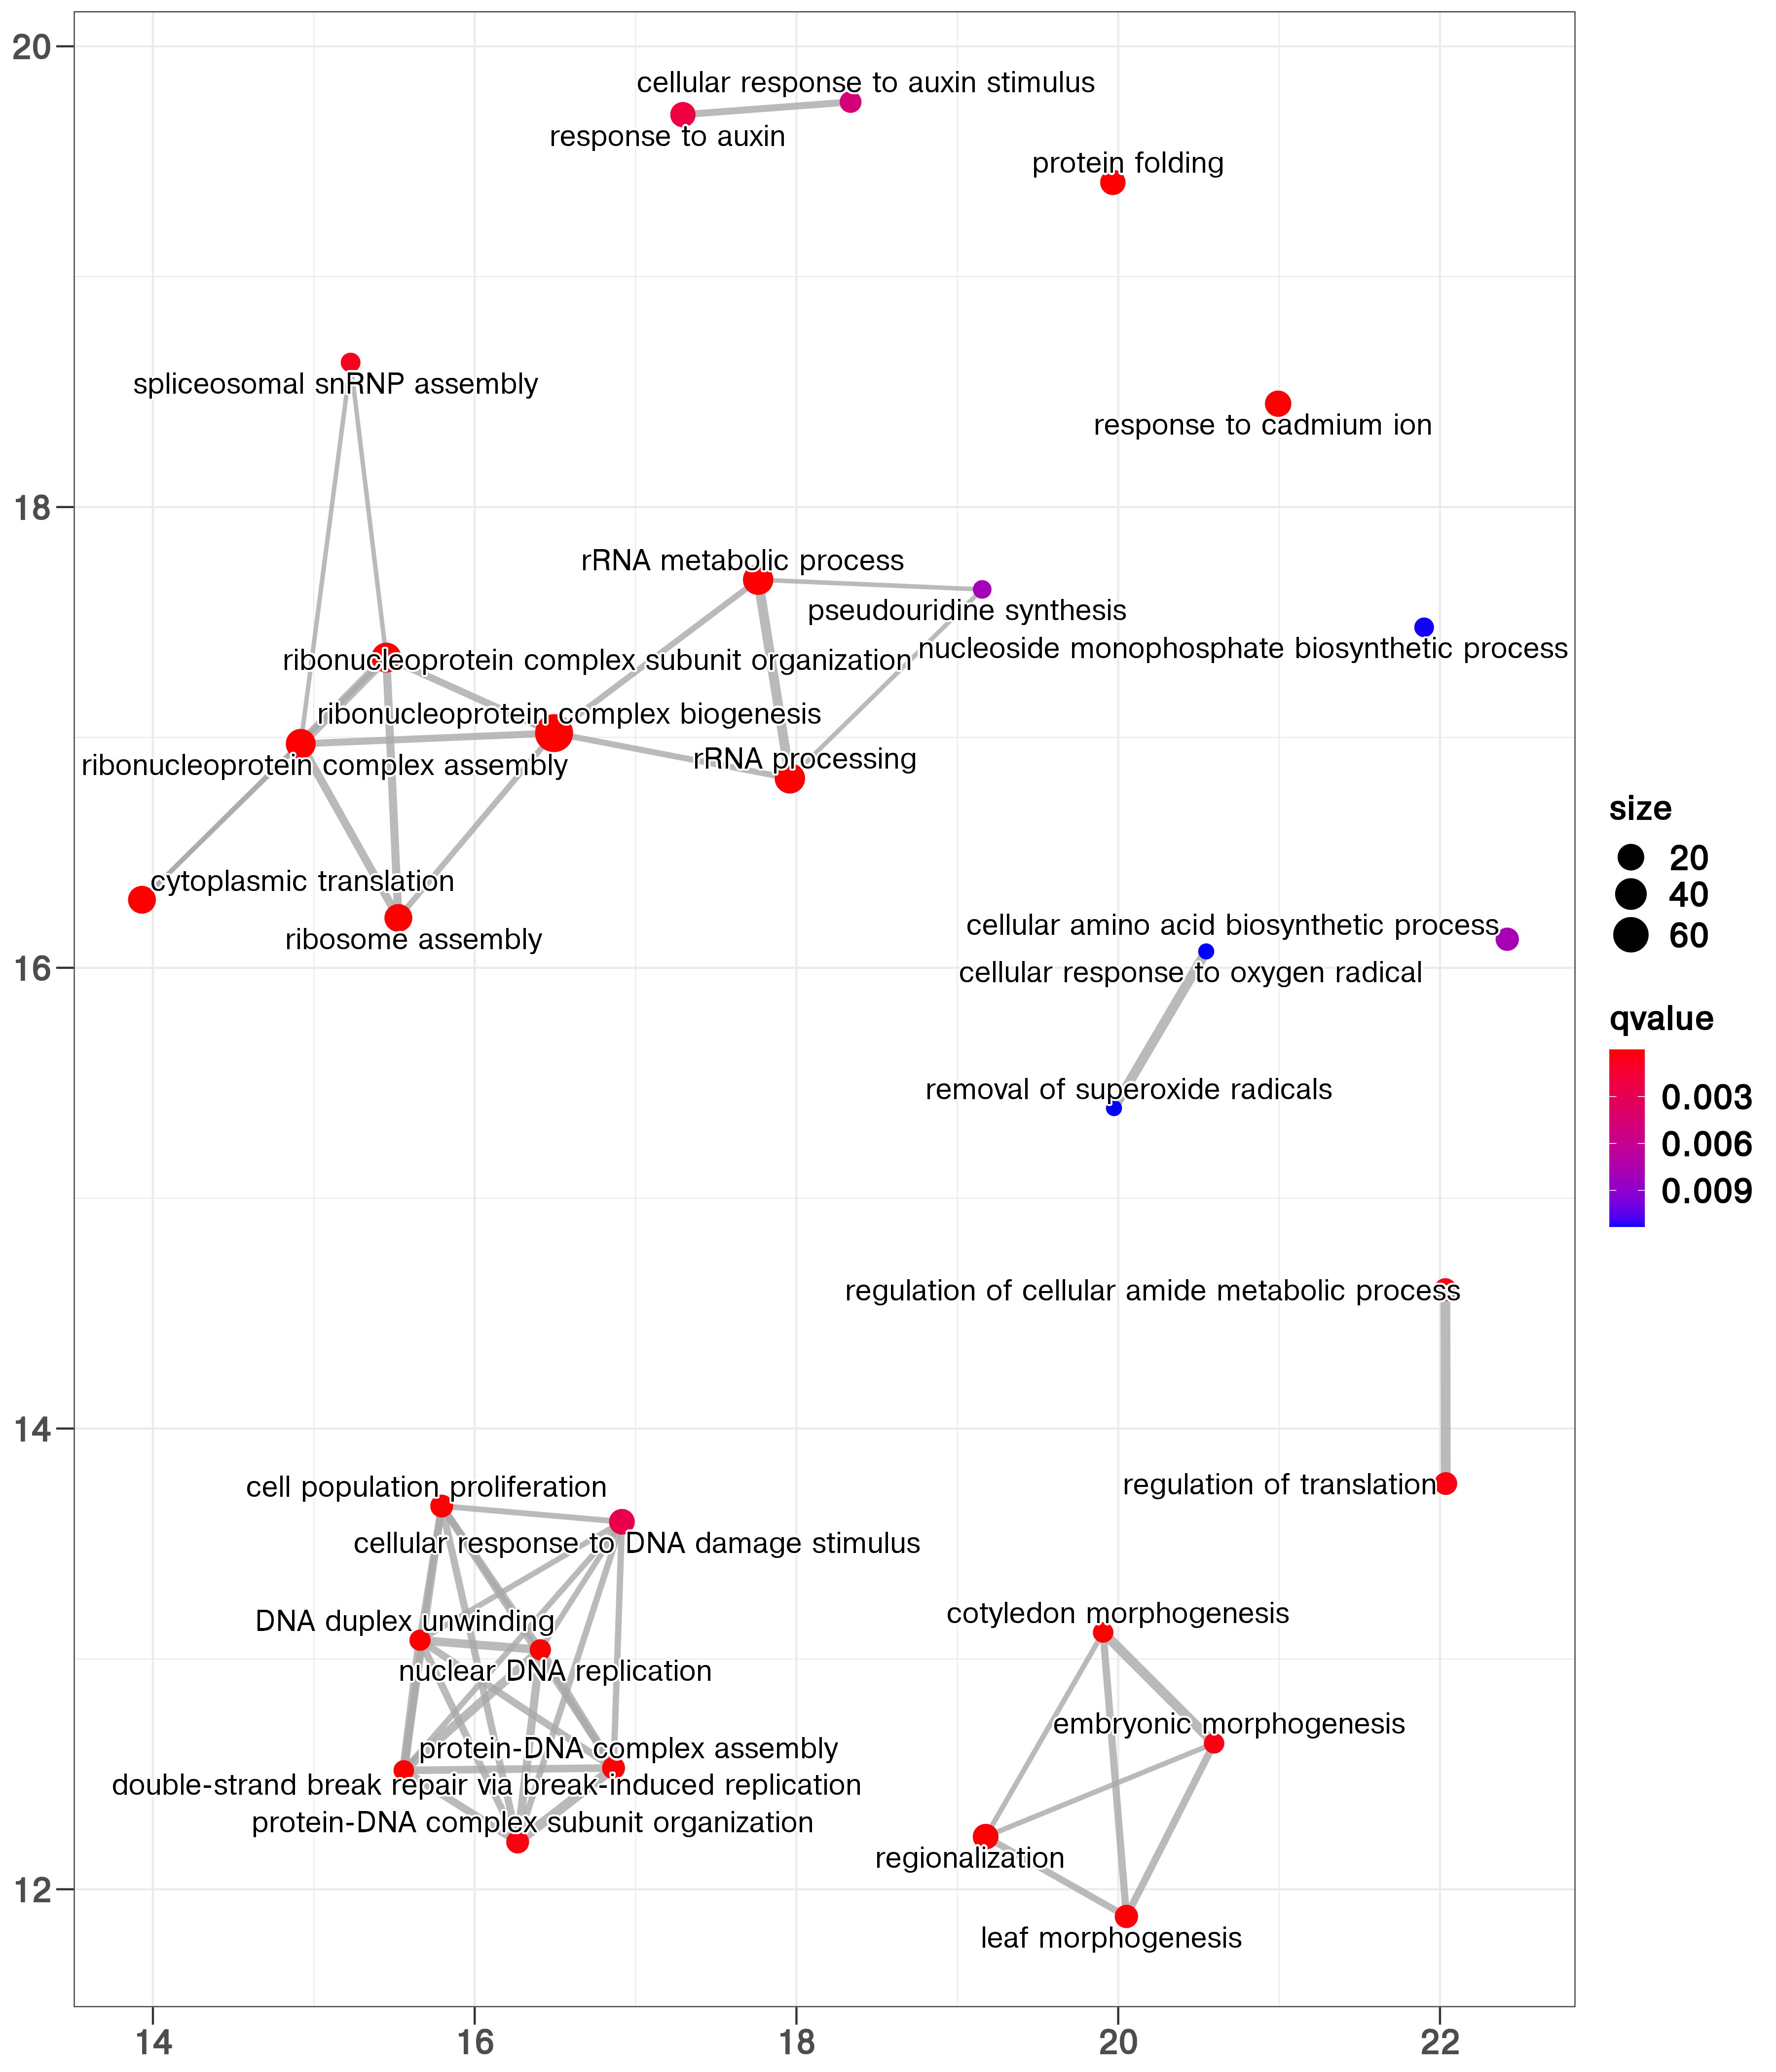 20
cellular response to auxin stimulus
response to auxin
protein folding
spliceosomal snRNP assembly
response to cadmium ion
18
rRNA metabolic process
pseudouridine synthesis
nucleoside monophosphate biosynthetic process
ribonucleoprotein complex subunit organization
ribonucleoprotein complex biogenesis
rRNA processing
ribonucleoprotein complex assembly
cytoplasmic translation
ribosome assembly
cellular amino acid biosynthetic process
16
cellular response to oxygen radical
removal of superoxide radicals
regulation of cellular amide metabolic process
14
regulation of translation
cell population proliferation
cellular response to DNA damage stimulus
DNA duplex unwinding
cotyledon morphogenesis
nuclear DNA replication
embryonic morphogenesis
protein-DNA complex assembly
double-strand break repair via break-induced replication
protein-DNA complex subunit organization
regionalization
12
leaf morphogenesis
14 16 18 20 22
size
20
40
60
qvalue
0.003
0.006
0.009